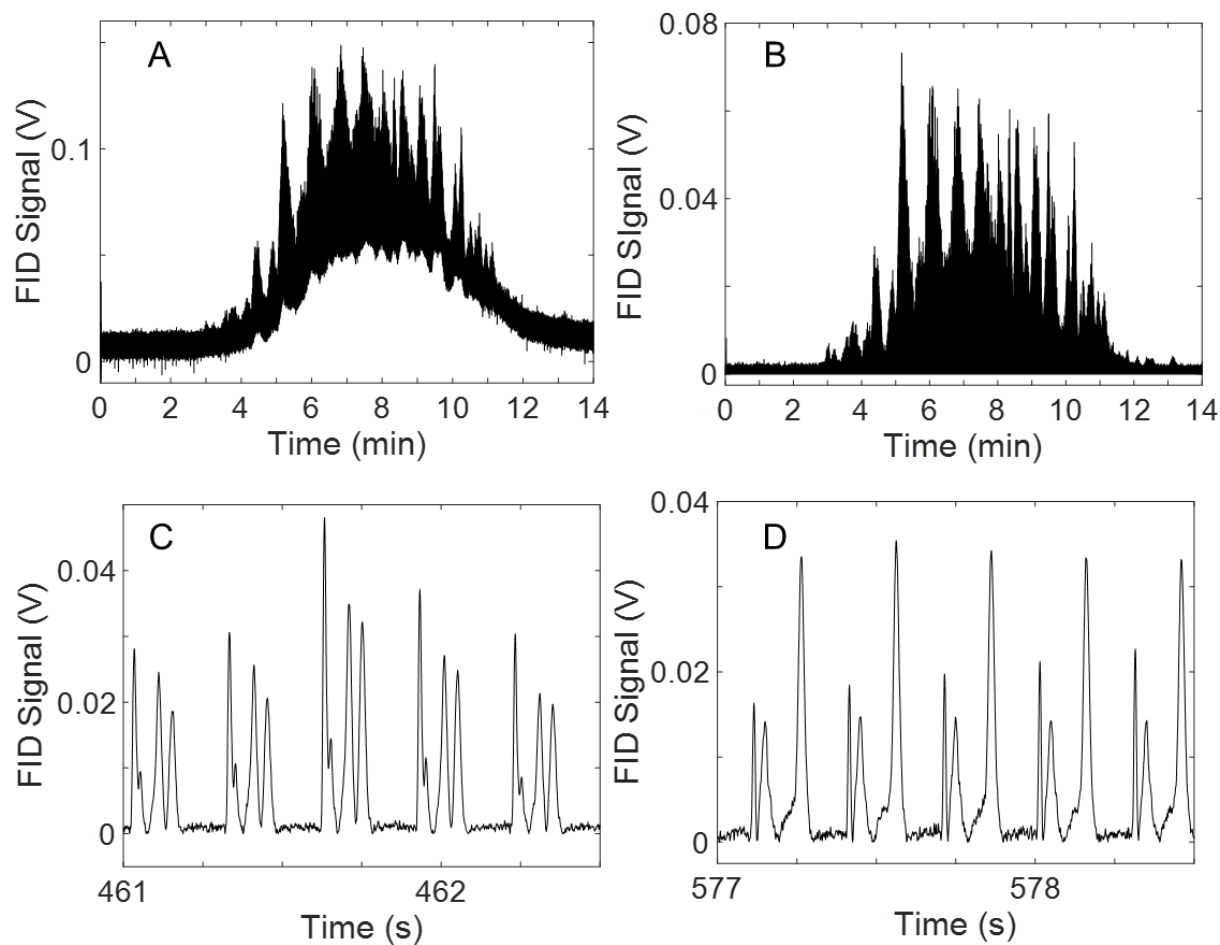 A
FID Signal (V)
0.1
0
0 2 4 6 8 10 12 14
Time (min)
B
FID SIgnal (V)
0.08
0.04
0
0 2 4 6 8 10 12 14
Time (min)
C
FID Signal (V)
0.04
0.02
0
461 462
Time (s)
D
FID Signal (V)
0.04
0.02
0
577 578
Time (s)